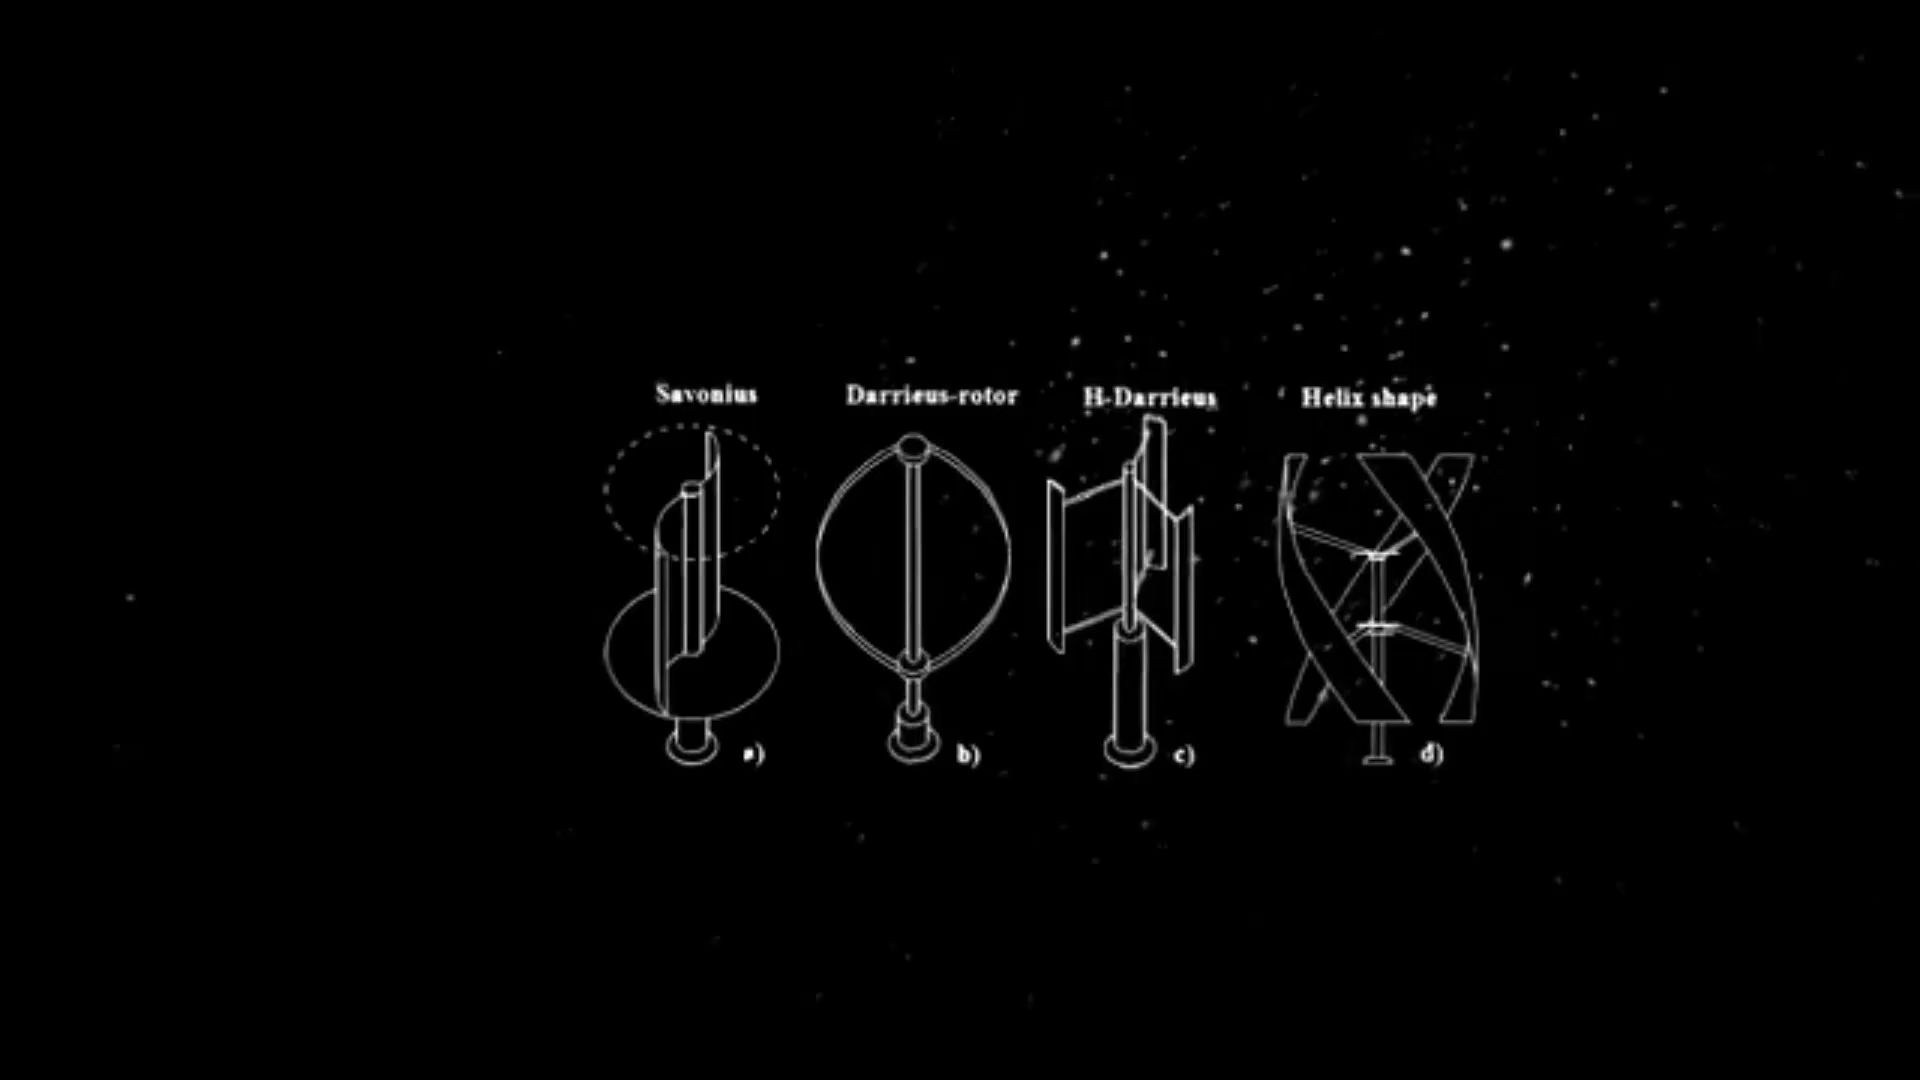 Savonius
Darrieus-rotor
H-Darrieus
Helix shape
a)
b)
c)
d)